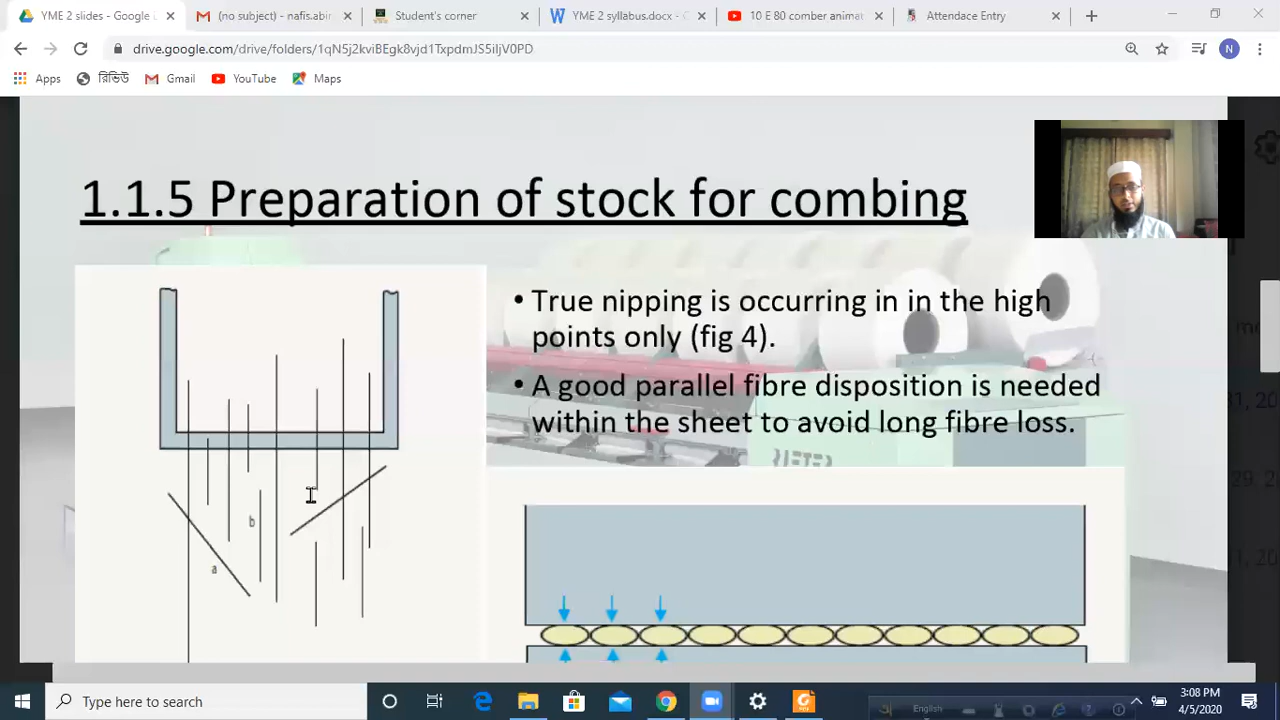 YME 2 slides - Google Dri
(no subject) - nafis.abir
Student's corner
YME 2 syllabus.docx - G
10 E 80 comber animat
Attendace Entry
drive.google.com/drive/folders/1qN5j2kviBEgk8vjd1TxpdmJS5iIjV0PD
N
Apps
রিভিউ
Gmail
YouTube
Maps
1.1.5 Preparation of stock for combing
• True nipping is occurring in in the high
points only (fig 4).
• A good parallel fibre disposition is needed
within the sheet to avoid long fibre loss.
RIETER
b
a
Type here to search
English
3:08 PM
4/5/2020